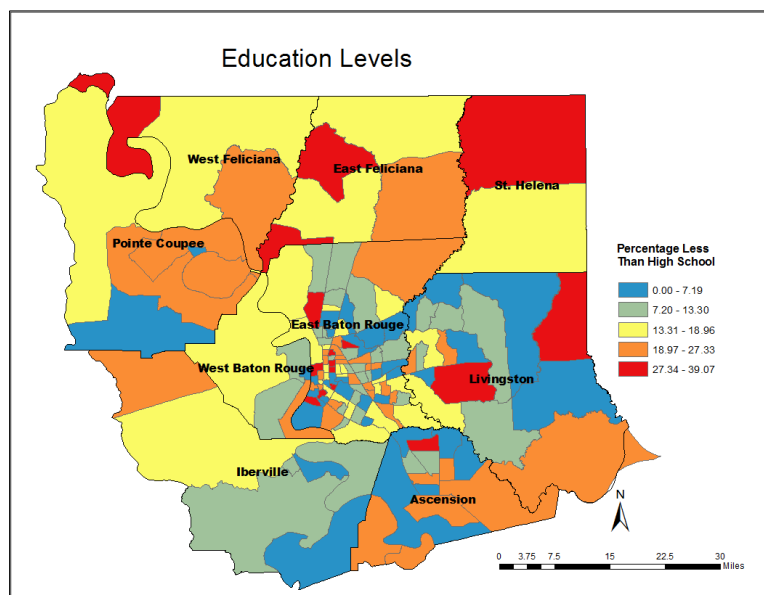 Education Levels
West Feliciana
East Feliciana
St. Helena
Pointe Coupee
East Baton Rouge
West Baton Rouge
Livingston
Iberville
Ascension
Percentage Less
Than High School
0.00 - 7.19
7.20 - 13.30
13.31 - 18.96
18.97 - 27.33
27.34 - 39.07
N
0 3.75 7.5 15 22.5 30
Miles